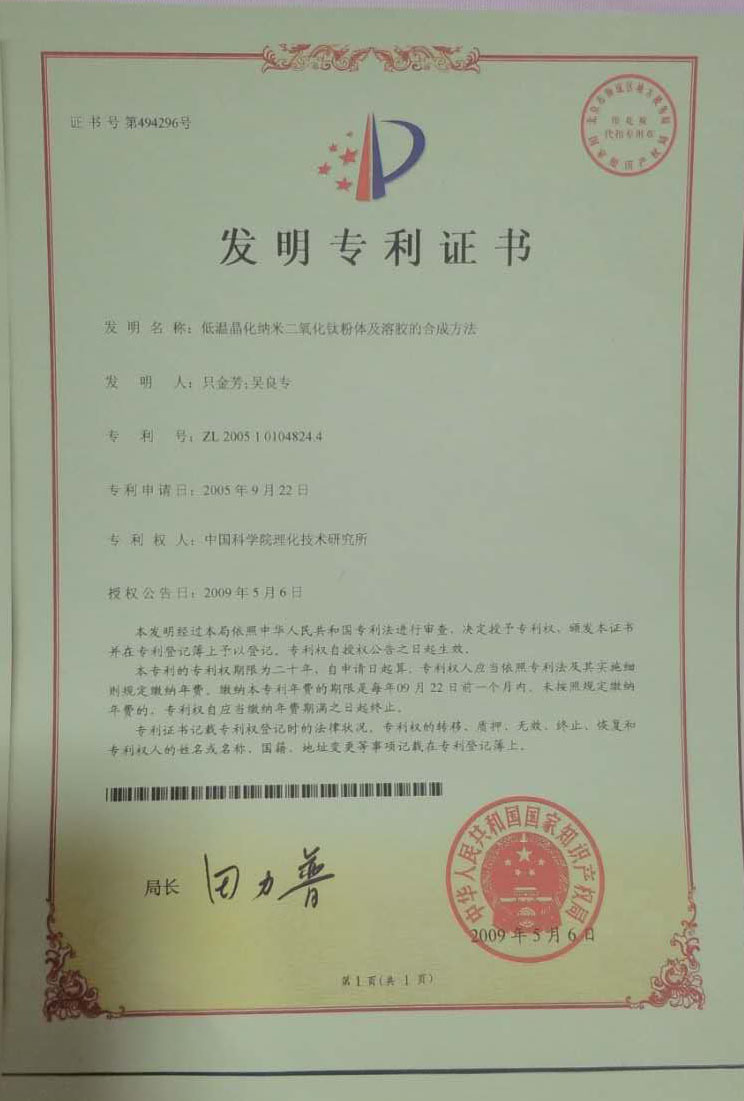 证书号第494296号
印花税
代扣专用章
发明专利证书
发 明 名 称：低温晶化纳米二氧化钛粉体及溶胶的合成方法
发 明 人：只金芳;吴良专
专 利 号：ZL 2005 1 0104824.4
专利申请日：2005年9月22日
专 利 权 人：中国科学院理化技术研究所
授权公告日：2009年5月6日
本发明经过本局依照中华人民共和国专利法进行审查，决定授予专利权，颁发本证书
并在专利登记簿上予以登记。专利权自授权公告之日起生效。
本专利的专利权期限为二十年，自申请日起算。专利权人应当依照专利法及其实施细
则规定缴纳年费。缴纳本专利年费的期限是每年09月22日前一个月内。未按照规定缴纳
年费的，专利权自应当缴纳年费期满之日起终止。
专利证书记载专利权登记时的法律状况。专利权的转移、质押、无效、终止、恢复和
专利权人的姓名或名称、国籍、地址变更等事项记载在专利登记簿上。
局长 田力普
中华人民共和国国家知识产权局
2009年5月6日
第1页(共1页)